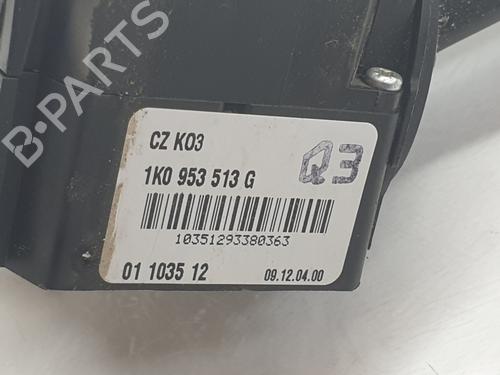 B-PARTS
CZ K03
1K0 953 513 G
Q3
10351293380363
01 1035 12
09.12.04.00